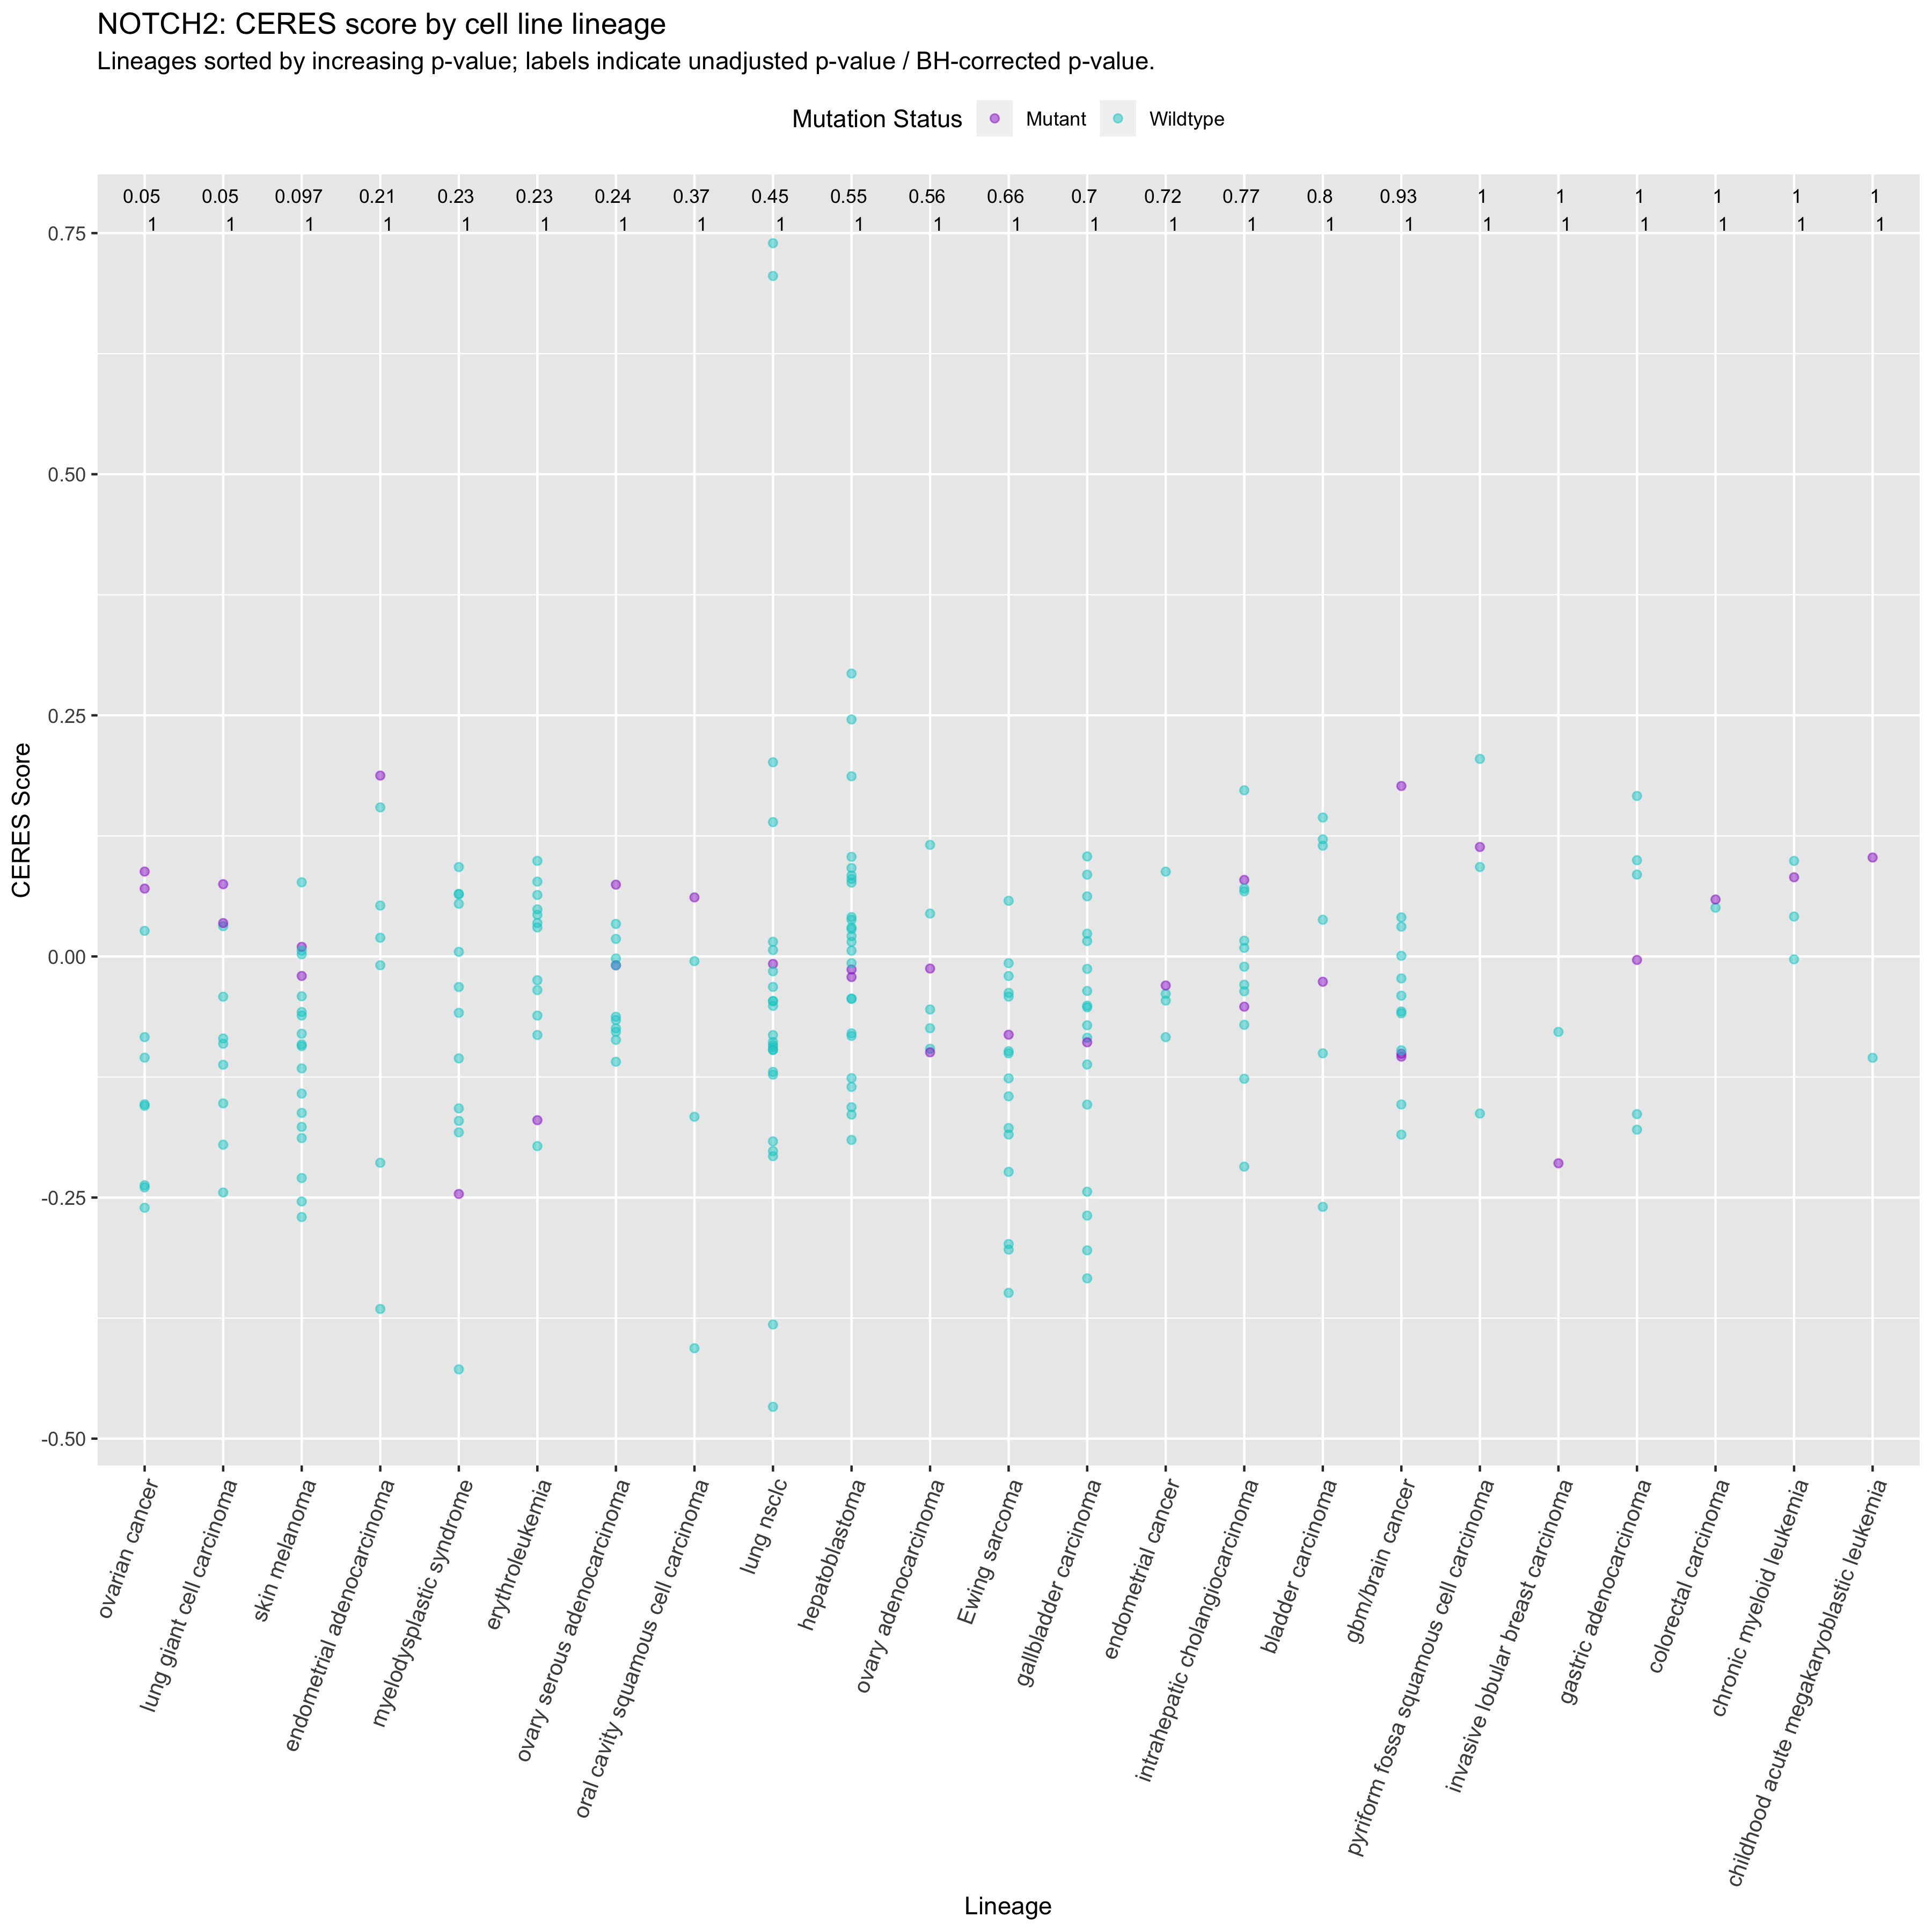 NOTCH2: CERES score by cell line lineage
Lineages sorted by increasing p-value; labels indicate unadjusted p-value / BH-corrected p-value.
Mutation Status Mutant Wildtype
0.05 0.05 0.097 0.21 0.23 0.23 0.24 0.37 0.45 0.55 0.56 0.66 0.7 0.72 0.77 0.8 0.93 1 1 1 1 1 1
1 1 1 1 1 1 1 1 1 1 1 1 1 1 1 1 1 1 1 1 1 1 1
0.75
0.50
0.25
0.00
-0.25
-0.50
CERES Score
ovarian cancer
lung giant cell carcinoma
skin melanoma
endometrial adenocarcinoma
myelodysplastic syndrome
erythroleukemia
ovary serous adenocarcinoma
oral cavity squamous cell carcinoma
lung nsclc
hepatoblastoma
ovary adenocarcinoma
Ewing sarcoma
gallbladder carcinoma
endometrial cancer
intrahepatic cholangiocarcinoma
bladder carcinoma
gbm/brain cancer
pyriform fossa squamous cell carcinoma
invasive lobular breast carcinoma
gastric adenocarcinoma
colorectal carcinoma
chronic myeloid leukemia
childhood acute megakaryoblastic leukemia
Lineage